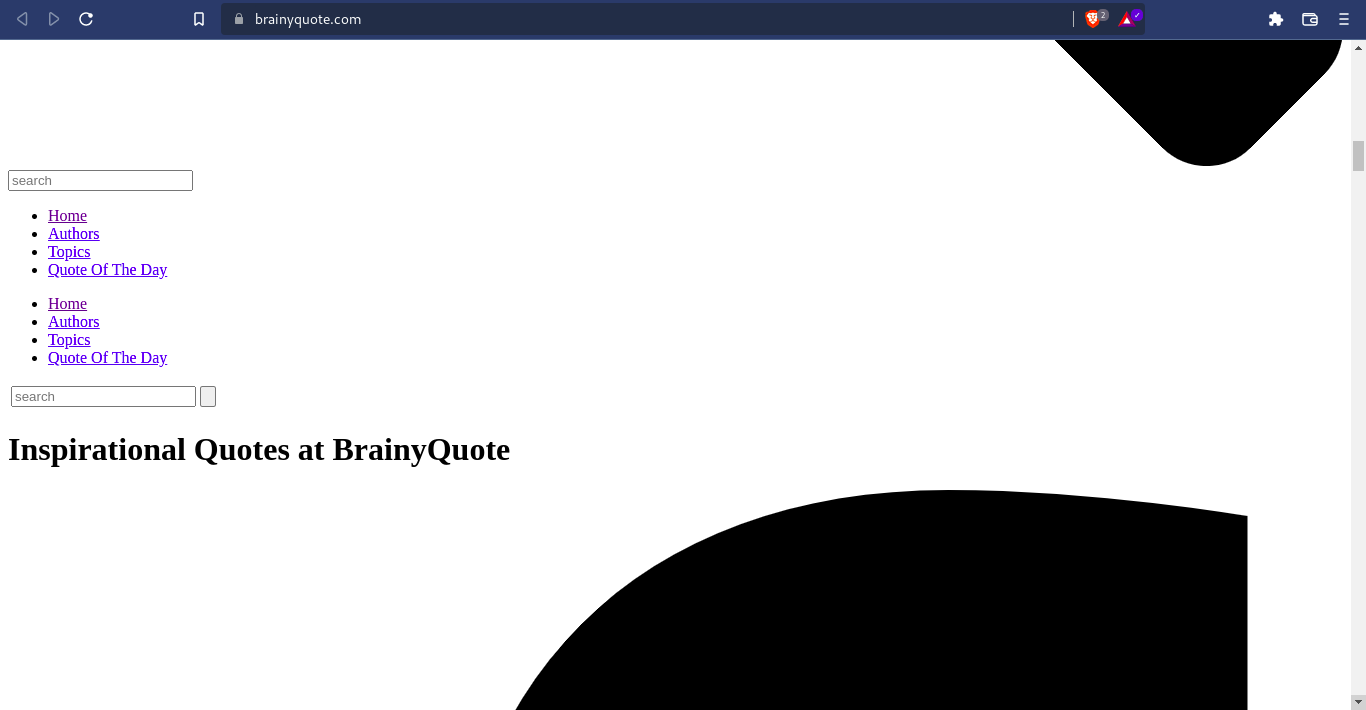 brainyquote.com
2
search
Home
Authors
Topics
Quote Of The Day
Home
Authors
Topics
Quote Of The Day
search
Inspirational Quotes at BrainyQuote